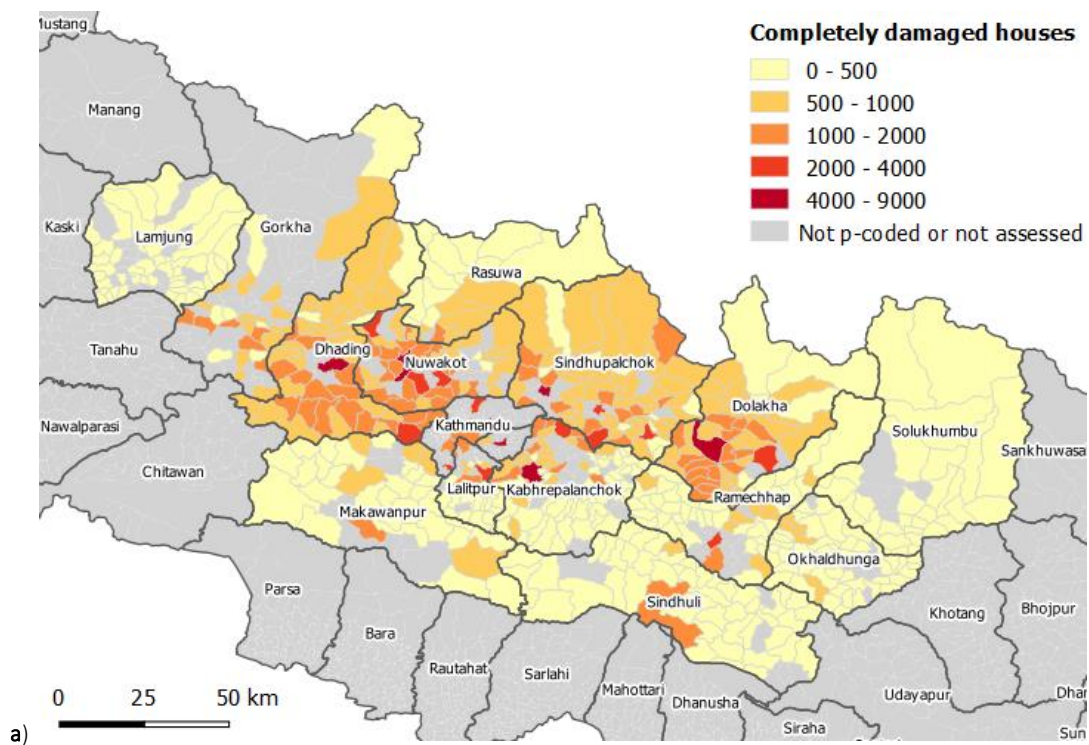 Mustang
Completely damaged houses
0 - 500
500 - 1000
1000 - 2000
2000 - 4000
4000 - 9000
Not p-coded or not assessed
Manang
Kaski
Lamjung
Gorkha
Rasuwa
Tanahu
Dhading
Nuwakot
Sindhupalchok
Dolakha
Nawalparasi
Kathmandu
Solukhumbu
Sankhuwasa
Chitawan
Lalitpur
Kabhrepalanchok
Ramechhap
Makawanpur
Okhaldhunga
Parsa
Sindhuli
Khotang
Bhojpur
Bara
Rautahat
Sarlahi
Mahottari
Dhanusha
Udayapur
Dhan
Siraha
Sun
0 25 50 km
a)